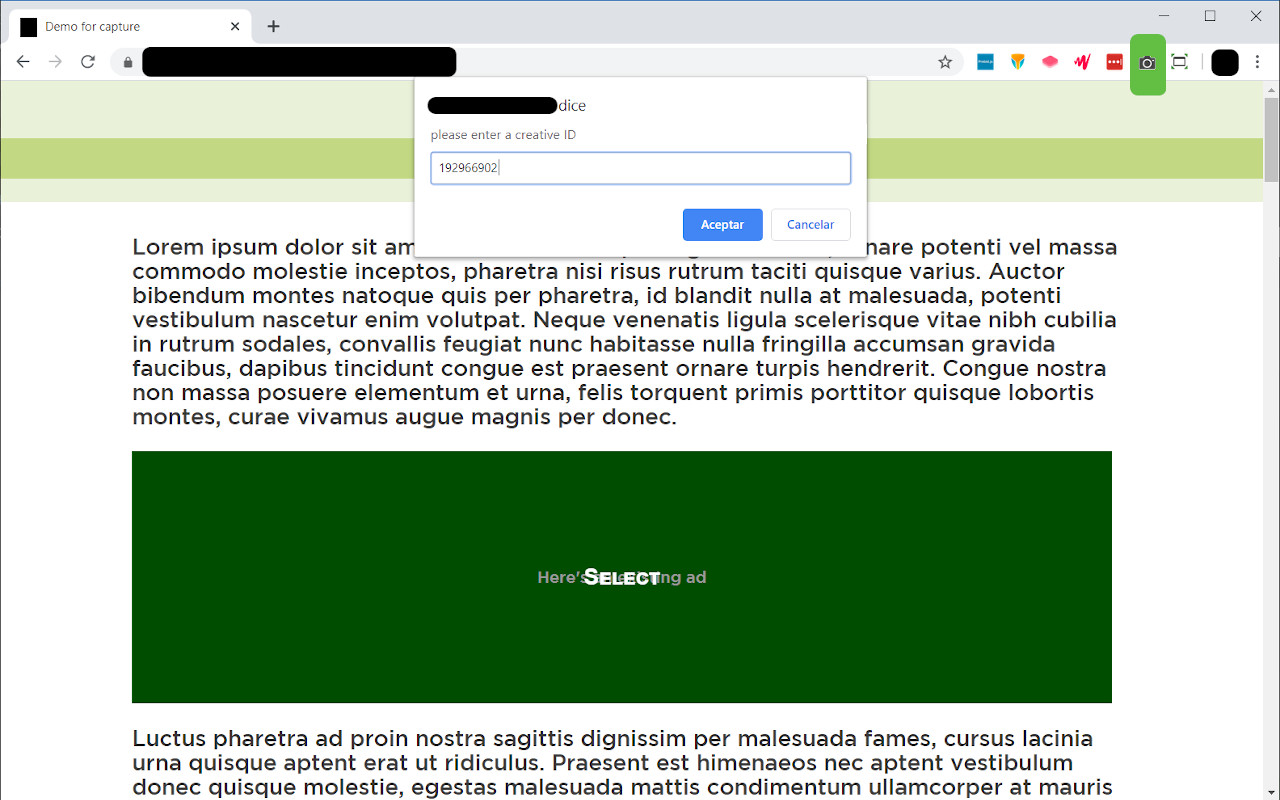 Demo for capture
dice
please enter a creative ID
192966902
Aceptar
Cancelar
Lorem ipsum dolor sit am nare potenti vel massa
commodo molestie inceptos, pharetra nisi risus rutrum taciti quisque varius. Auctor
bibendum montes natoque quis per pharetra, id blandit nulla at malesuada, potenti
vestibulum nascetur enim volutpat. Neque venenatis ligula scelerisque vitae nibh cubilia
in rutrum sodales, convallis feugiat nunc habitasse nulla fringilla accumsan gravida
faucibus, dapibus tincidunt congue est praesent ornare turpis hendrerit. Congue nostra
non massa posuere elementum et urna, felis torquent primis porttitor quisque lobortis
montes, curae vivamus augue magnis per donec.
Here's ng ad
Select
Luctus pharetra ad proin nostra sagittis dignissim per malesuada fames, cursus lacinia
urna quisque aptent erat ut ridiculus. Praesent est himenaeos nec aptent vestibulum
donec quisque molestie, egestas malesuada mattis condimentum ullamcorper at mauris